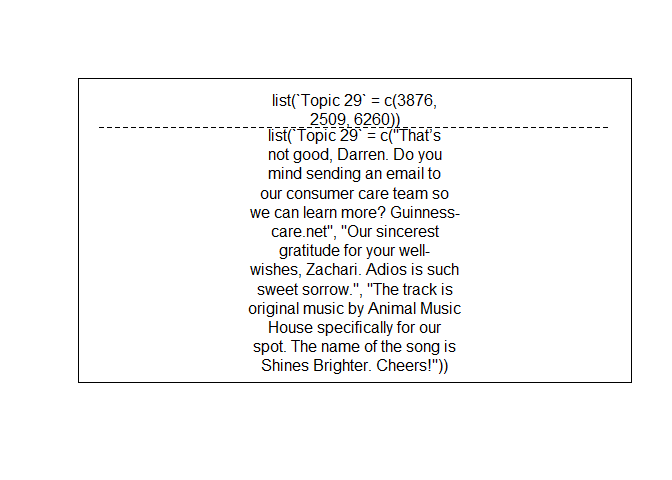 list(`Topic 29` = c(3876,
2509, 6260))
list(`Topic 29` = c("That's
not good, Darren. Do you
mind sending an email to
our consumer care team so
we can learn more? Guinness-
care.net", "Our sincerest
gratitude for your well-
wishes, Zachari. Adios is such
sweet sorrow.", "The track is
original music by Animal Music
House specifically for our
spot. The name of the song is
Shines Brighter. Cheers!"))